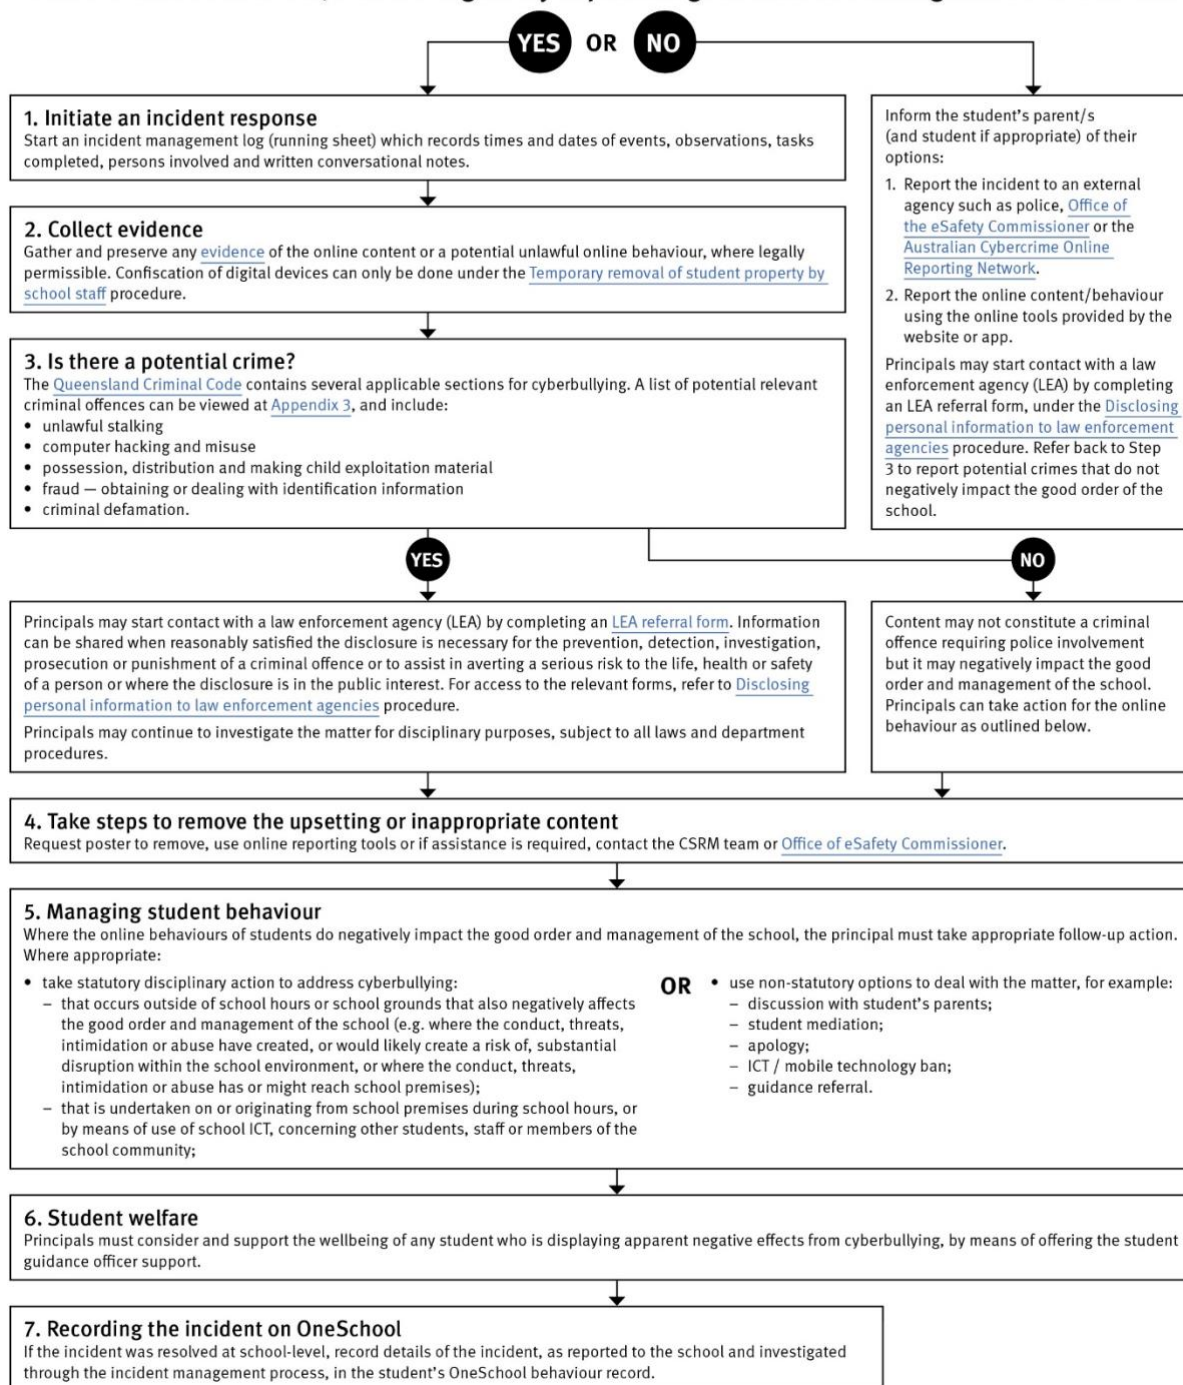 YES OR NO
1. Initiate an incident response
Start an incident management log (running sheet) which records times and dates of events, observations, tasks
completed, persons involved and written conversational notes.
2. Collect evidence
Gather and preserve any evidence of the online content or a potential unlawful online behaviour, where legally
permissible. Confiscation of digital devices can only be done under the Temporary removal of student property by
school staff procedure.
3. Is there a potential crime?
The Queensland Criminal Code contains several applicable sections for cyberbullying. A list of potential relevant
criminal offences can be viewed at Appendix 3, and include:
• unlawful stalking
• computer hacking and misuse
• possession, distribution and making child exploitation material
• fraud — obtaining or dealing with identification information
• criminal defamation.
Inform the student's parent/s
(and student if appropriate) of their
options:
1. Report the incident to an external
agency such as police, Office of
the eSafety Commissioner or the
Australian Cybercrime Online
Reporting Network.
2. Report the online content/behaviour
using the online tools provided by the
website or app.
Principals may start contact with a law
enforcement agency (LEA) by completing
an LEA referral form, under the Disclosing
personal information to law enforcement
agencies procedure. Refer back to Step
3 to report potential crimes that do not
negatively impact the good order of the
school.
YES
NO
Principals may start contact with a law enforcement agency (LEA) by completing an LEA referral form. Information
can be shared when reasonably satisfied the disclosure is necessary for the prevention, detection, investigation,
prosecution or punishment of a criminal offence or to assist in averting a serious risk to the life, health or safety
of a person or where the disclosure is in the public interest. For access to the relevant forms, refer to Disclosing
personal information to law enforcement agencies procedure.
Principals may continue to investigate the matter for disciplinary purposes, subject to all laws and department
procedures.
Content may not constitute a criminal
offence requiring police involvement
but it may negatively impact the good
order and management of the school.
Principals can take action for the online
behaviour as outlined below.
4. Take steps to remove the upsetting or inappropriate content
Request poster to remove, use online reporting tools or if assistance is required, contact the CSRM team or Office of eSafety Commissioner.
5. Managing student behaviour
Where the online behaviours of students do negatively impact the good order and management of the school, the principal must take appropriate follow-up action.
Where appropriate:
• take statutory disciplinary action to address cyberbullying:
– that occurs outside of school hours or school grounds that also negatively affects
the good order and management of the school (e.g. where the conduct, threats,
intimidation or abuse have created, or would likely create a risk of, substantial
disruption within the school environment, or where the conduct, threats,
intimidation or abuse has or might reach school premises);
– that is undertaken on or originating from school premises during school hours, or
by means of use of school ICT, concerning other students, staff or members of the
school community;
OR
• use non-statutory options to deal with the matter, for example:
– discussion with student's parents;
– student mediation;
– apology;
– ICT / mobile technology ban;
– guidance referral.
6. Student welfare
Principals must consider and support the wellbeing of any student who is displaying apparent negative effects from cyberbullying, by means of offering the student
guidance officer support.
7. Recording the incident on OneSchool
If the incident was resolved at school-level, record details of the incident, as reported to the school and investigated
through the incident management process, in the student's OneSchool behaviour record.